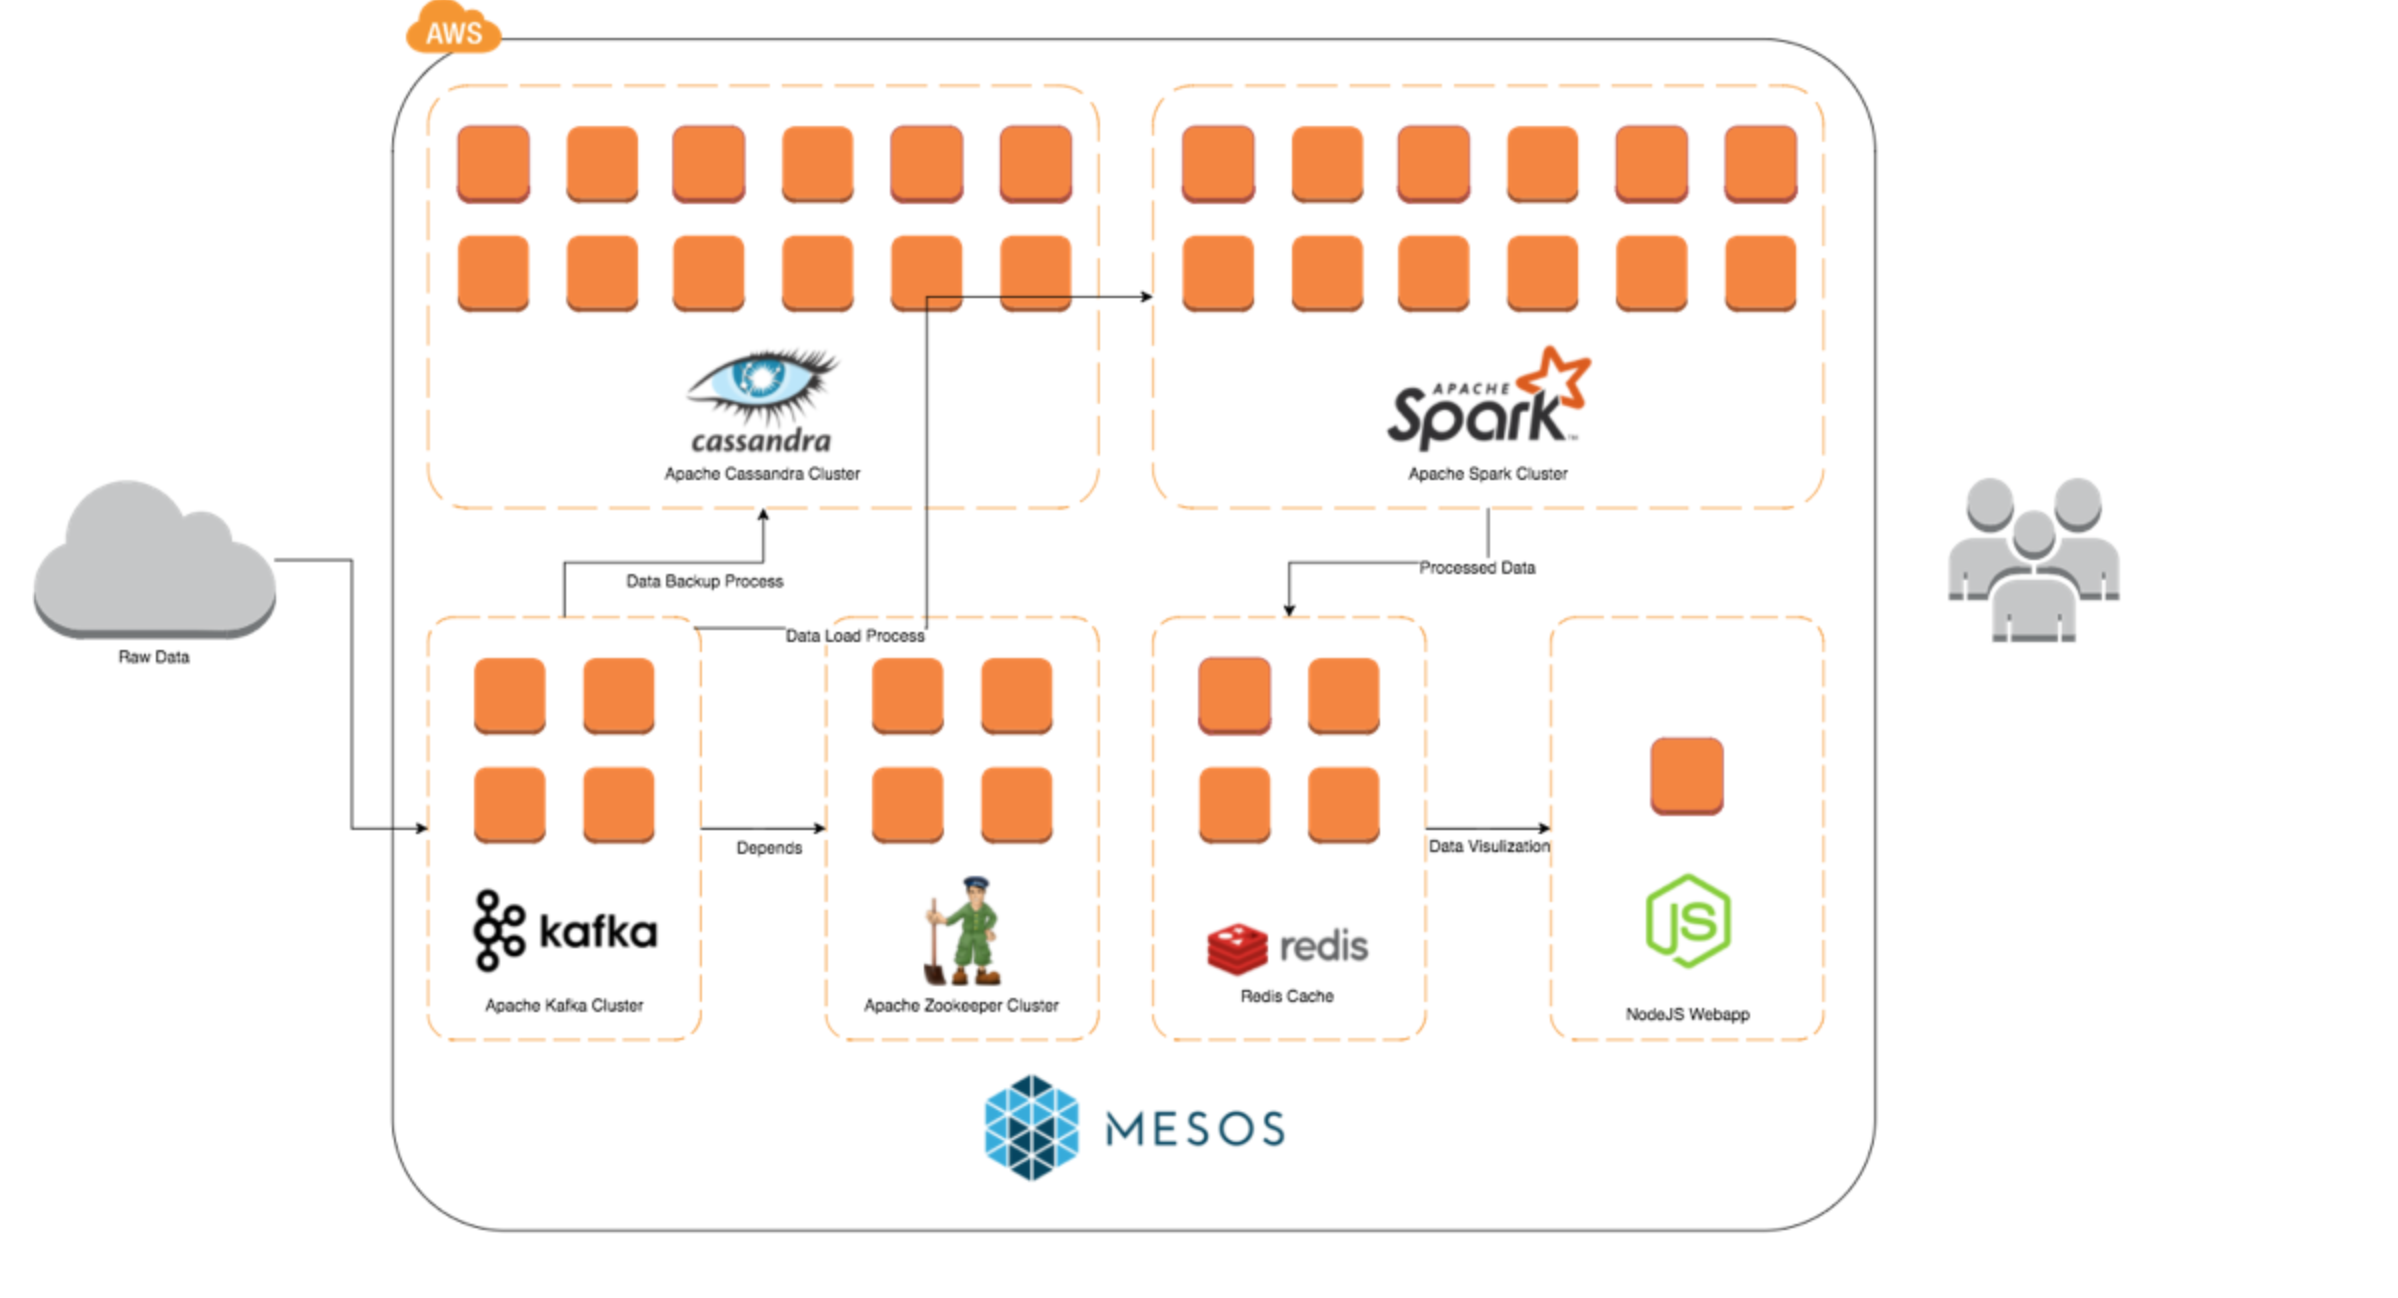 AWS
cassandra
Apache Cassandra Cluster
APACHE
Spark™
Apache Spark Cluster
Data Backup Process
Processed Data
Data Load Process
Raw Data
Depends
Data Visulization
kafka
redis
JS
Apache Kafka Cluster
Apache Zookeeper Cluster
Redis Cache
NodeJS Webapp
MESOS